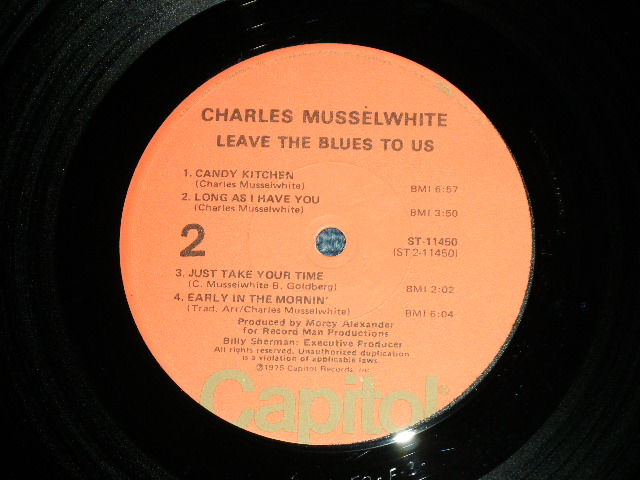 CHARLES MUSSELWHITE
LEAVE THE BLUES TO US
1. CANDY KITCHEN
(Charles Musselwhite) BMI 6:57
2. LONG AS I HAVE YOU
(Charles Musselwhite) BMI 3:50
2
ST-11450
(ST2-11450)
3. JUST TAKE YOUR TIME
(C. Musselwhite B. Goldberg) BMI 2:02
4. EARLY IN THE MORNIN'
(Trad. Arr/Charles Musselwhite) BMI 6:04
Produced by Morey Alexander
for Record Man Productions
Billy Sherman: Executive Producer
All rights reserved. Unauthorized duplication
is a violation of applicable laws.
℗1975 Capitol Records, Inc.
Capitol®